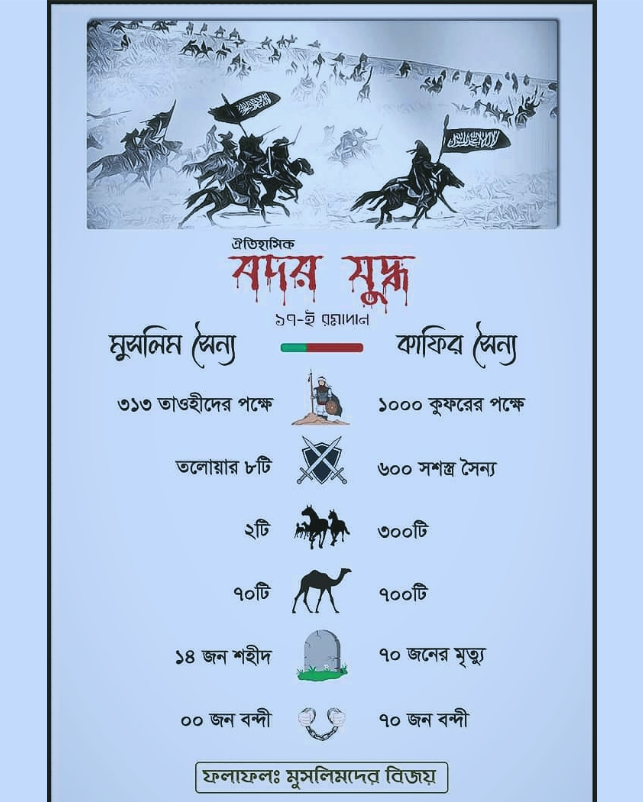 ঐতিহাসিক
বদর যুদ্ধ
১৭-ই রমাদান
মুসলিম সৈন্য কাফির সৈন্য
৩১৩ তাওহীদের পক্ষে ১০০০ কুফরের পক্ষে
তলোয়ার ৮টি ৬০০ সশস্ত্র সৈন্য
২টি ৩০০টি
৭০টি ৭০০টি
১৪ জন শহীদ ৭০ জনের মৃত্যু
০০ জন বন্দী ৭০ জন বন্দী
ফলাফলঃ মুসলিমদের বিজয়